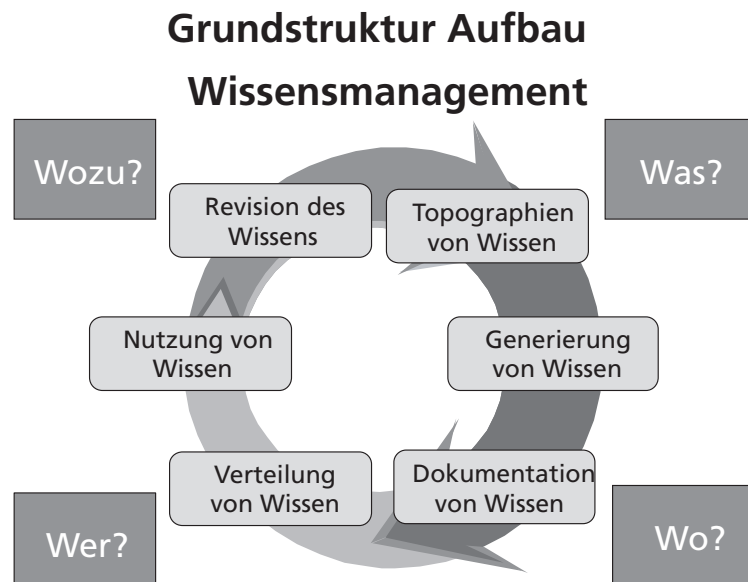 Grundstruktur Aufbau
Wissensmanagement
Wozu?
Was?
Revision des
Wissens
Topographien
von Wissen
Nutzung von
Wissen
Generierung
von Wissen
Verteilung
von Wissen
Dokumentation
von Wissen
Wer?
Wo?